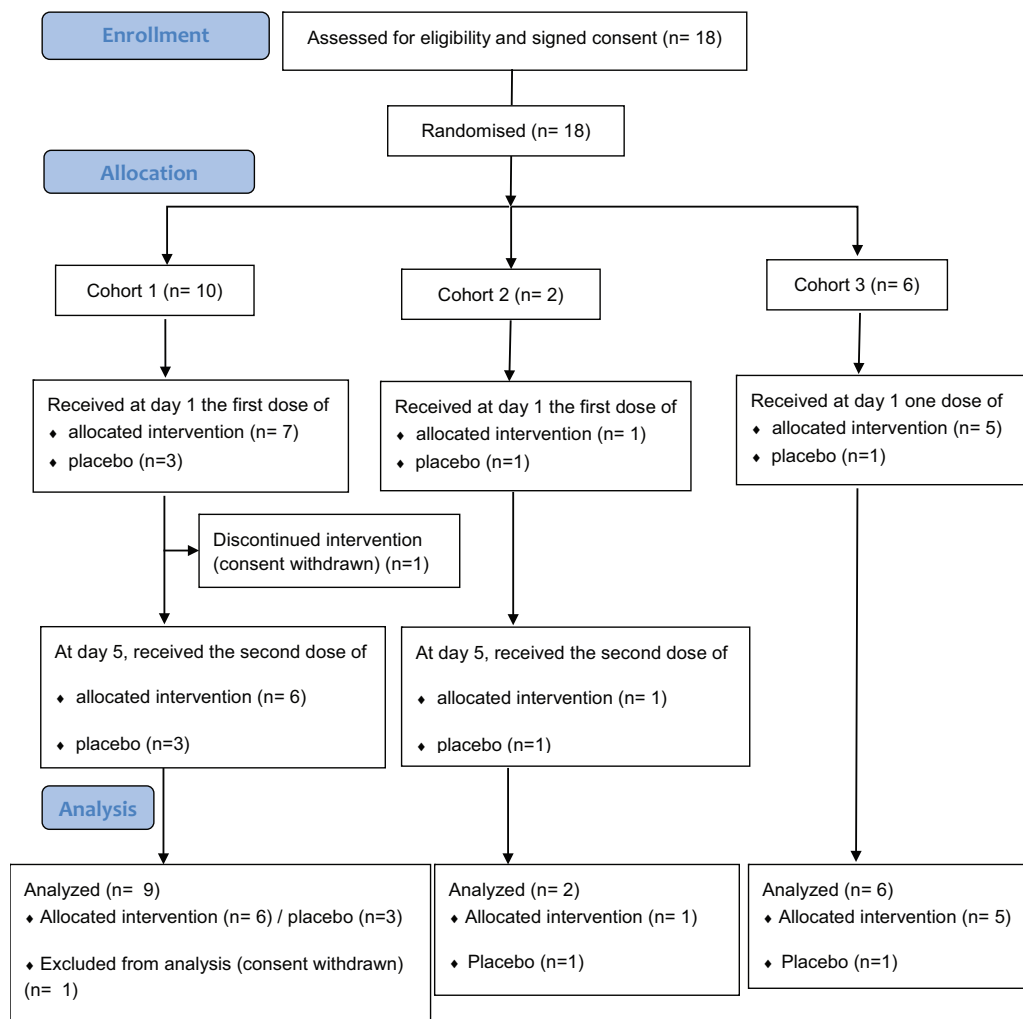 Enrollment
Assessed for eligibility and signed consent (n= 18)
Randomised (n= 18)
Allocation
Cohort 1 (n= 10)
Cohort 2 (n= 2)
Cohort 3 (n= 6)
Received at day 1 the first dose of
♦ allocated intervention (n= 7)
♦ placebo (n=3)
Received at day 1 the first dose of
♦ allocated intervention (n= 1)
♦ placebo (n=1)
Received at day 1 one dose of
♦ allocated intervention (n= 5)
♦ placebo (n=1)
Discontinued intervention
(consent withdrawn) (n=1)
At day 5, received the second dose of
♦ allocated intervention (n= 6)
♦ placebo (n=3)
At day 5, received the second dose of
♦ allocated intervention (n= 1)
♦ placebo (n=1)
Analysis
Analyzed (n= 9)
♦ Allocated intervention (n= 6) / placebo (n=3)
♦ Excluded from analysis (consent withdrawn)
(n= 1)
Analyzed (n= 2)
♦ Allocated intervention (n= 1)
♦ Placebo (n=1)
Analyzed (n= 6)
♦ Allocated intervention (n= 5)
♦ Placebo (n=1)